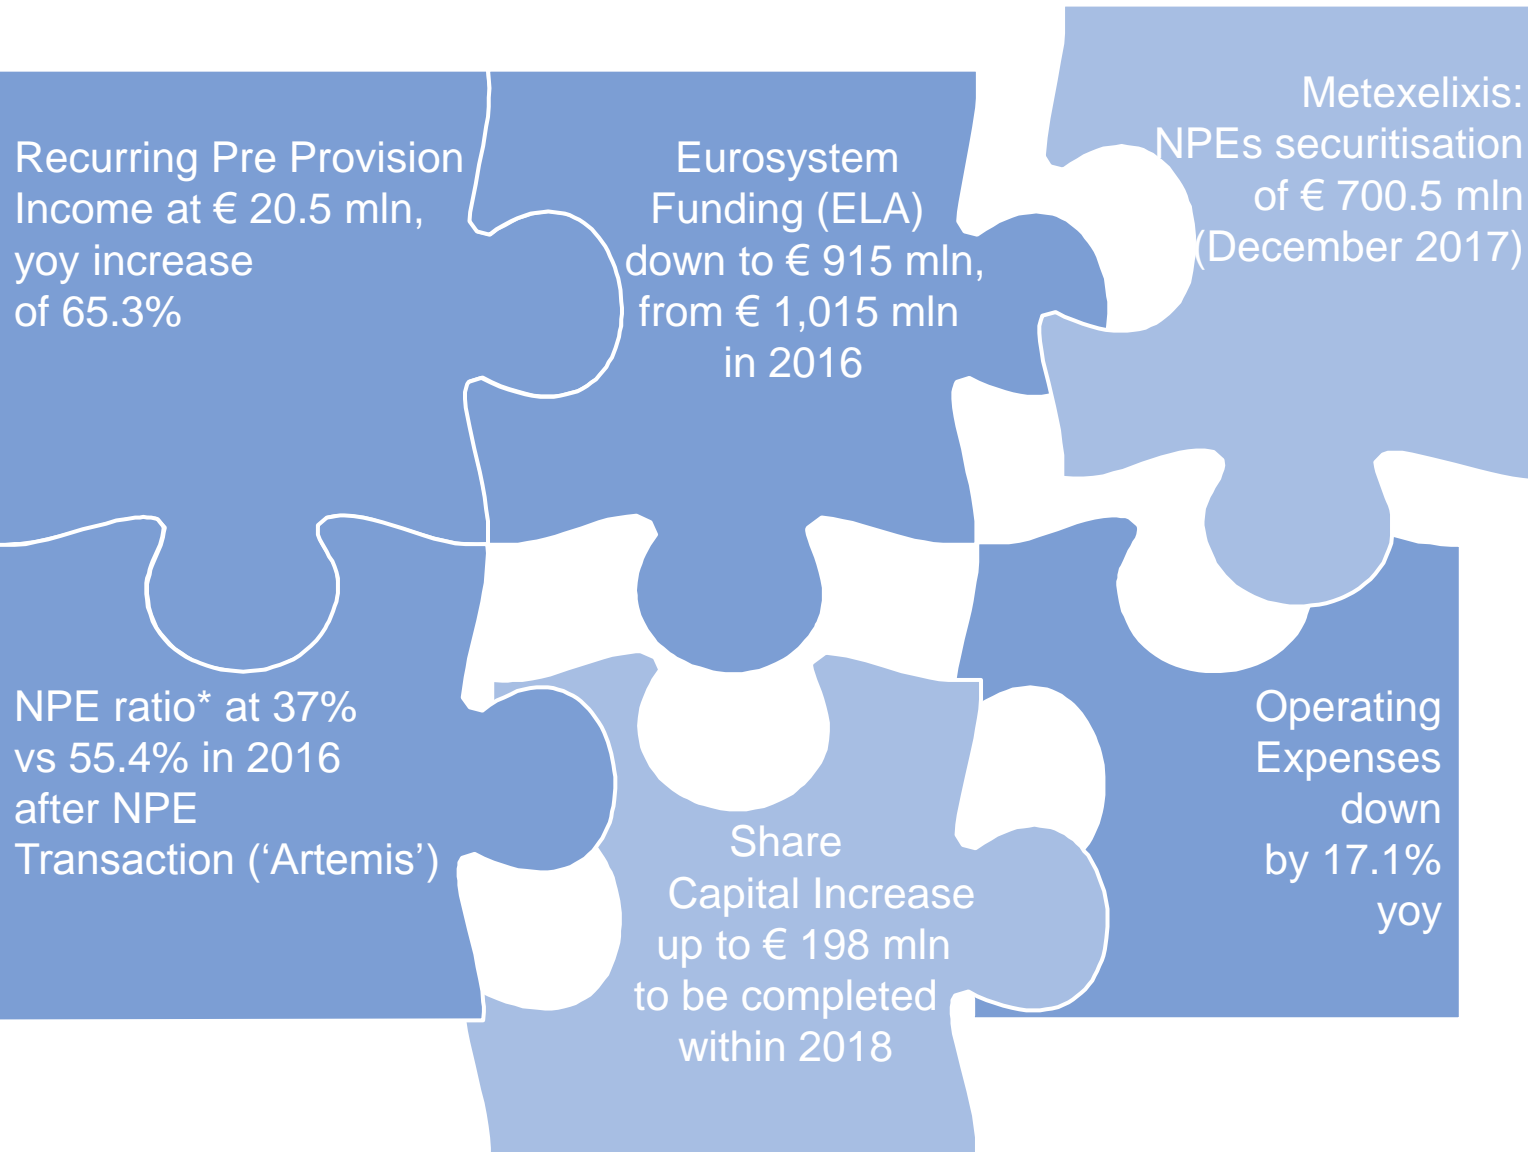 Recurring Pre Provision
Income at € 20.5 mln,
yoy increase
of 65.3%
Eurosystem
Funding (ELA)
down to € 915 mln,
from € 1,015 mln
in 2016
Metexelixis:
NPEs securitisation
of € 700.5 mln
(December 2017)
NPE ratio* at 37%
vs 55.4% in 2016
after NPE
Transaction (‘Artemis’)
Share
Capital Increase
up to € 198 mln
to be completed
within 2018
Operating
Expenses
down
by 17.1%
yoy